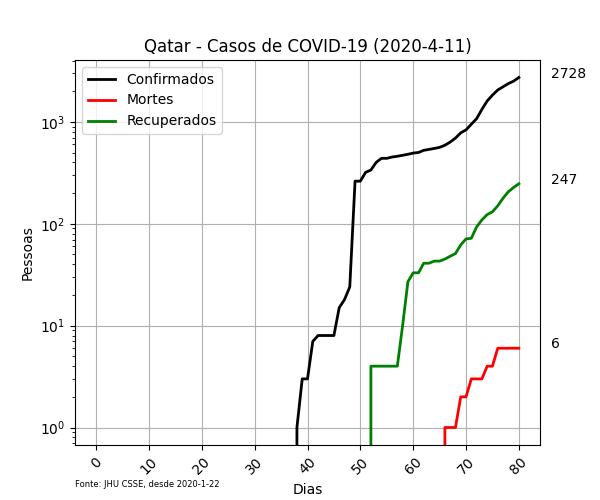 Qatar - Casos de COVID-19 (2020-4-11)
Confirmados
Mortes
Recuperados
2728
247
6
10³
10²
10¹
10⁰
Pessoas
0 10 20 30 40 50 60 70 80
Dias
Fonte: JHU CSSE, desde 2020-1-22